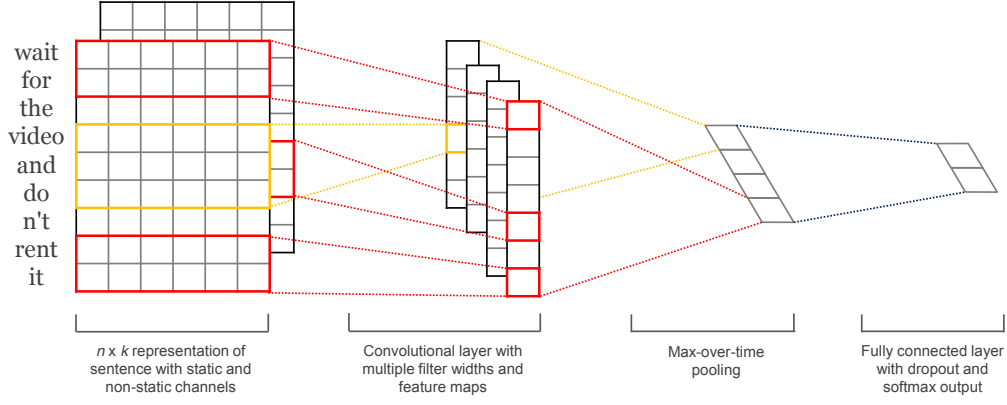 wait
for
the
video
and
do
n't
rent
it
n x k representation of
sentence with static and
non-static channels
Convolutional layer with
multiple filter widths and
feature maps
Max-over-time
pooling
Fully connected layer
with dropout and
softmax output